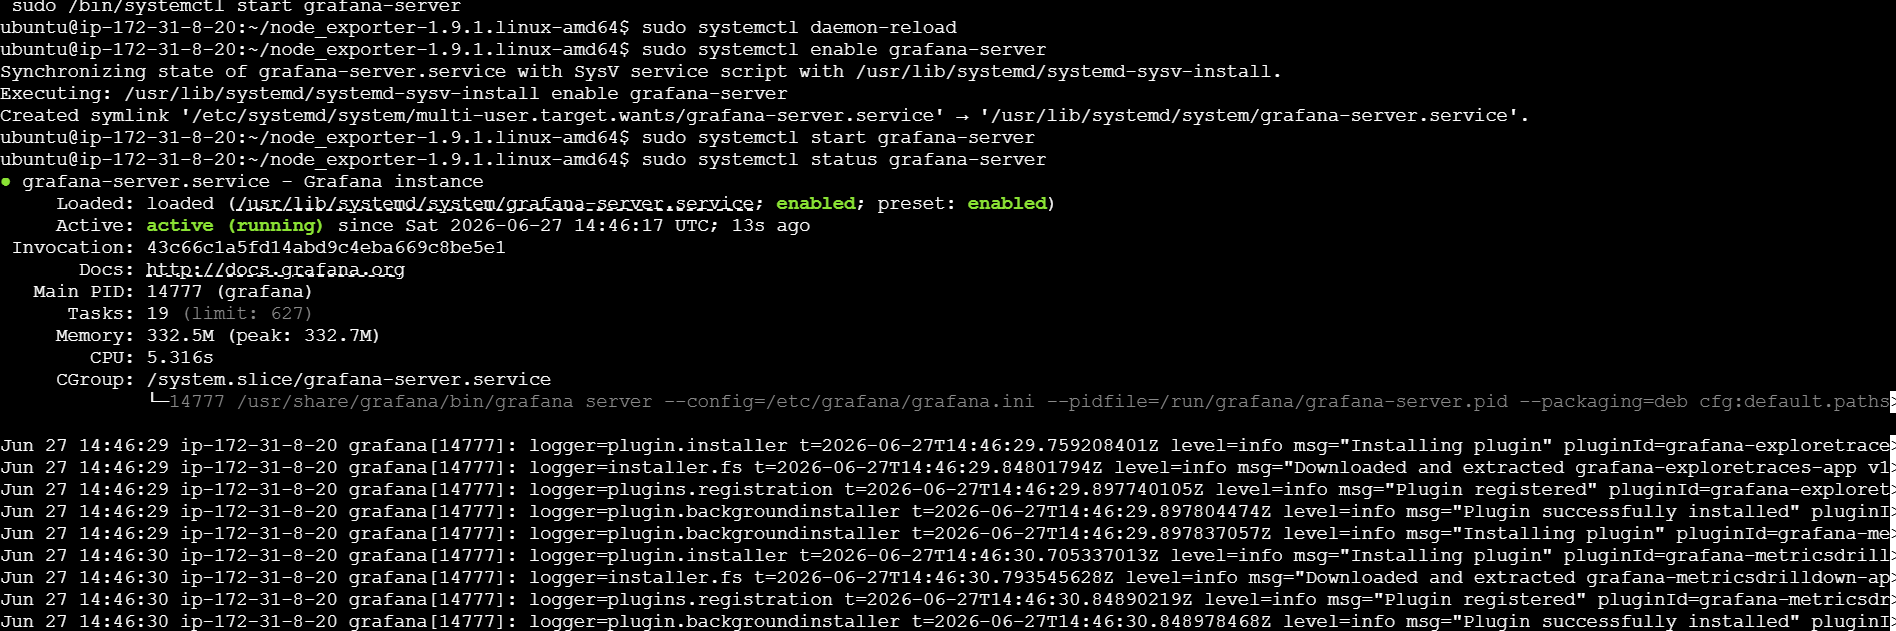 sudo /bin/systemctl start grafana-server
ubuntu@ip-172-31-8-20:~/node_exporter-1.9.1.linux-amd64$ sudo systemctl daemon-reload
ubuntu@ip-172-31-8-20:~/node_exporter-1.9.1.linux-amd64$ sudo systemctl enable grafana-server
Synchronizing state of grafana-server.service with SysV service script with /usr/lib/systemd/systemd-sysv-install.
Executing: /usr/lib/systemd/systemd-sysv-install enable grafana-server
Created symlink '/etc/systemd/system/multi-user.target.wants/grafana-server.service' → '/usr/lib/systemd/system/grafana-server.service'.
ubuntu@ip-172-31-8-20:~/node_exporter-1.9.1.linux-amd64$ sudo systemctl start grafana-server
ubuntu@ip-172-31-8-20:~/node_exporter-1.9.1.linux-amd64$ sudo systemctl status grafana-server
● grafana-server.service - Grafana instance
Loaded: loaded (/usr/lib/systemd/system/grafana-server.service; enabled; preset: enabled)
Active: active (running) since Sat 2026-06-27 14:46:17 UTC; 13s ago
Invocation: 43c66c1a5fd14abd9c4eba669c8be5e1
Docs: http://docs.grafana.org
Main PID: 14777 (grafana)
Tasks: 19 (limit: 627)
Memory: 332.5M (peak: 332.7M)
CPU: 5.316s
CGroup: /system.slice/grafana-server.service
└─14777 /usr/share/grafana/bin/grafana server --config=/etc/grafana/grafana.ini --pidfile=/run/grafana/grafana-server.pid --packaging=deb cfg:default.paths>
Jun 27 14:46:29 ip-172-31-8-20 grafana[14777]: logger=plugin.installer t=2026-06-27T14:46:29.759208401Z level=info msg="Installing plugin" pluginId=grafana-exploretrace>
Jun 27 14:46:29 ip-172-31-8-20 grafana[14777]: logger=installer.fs t=2026-06-27T14:46:29.84801794Z level=info msg="Downloaded and extracted grafana-exploretraces-app v1>
Jun 27 14:46:29 ip-172-31-8-20 grafana[14777]: logger=plugins.registration t=2026-06-27T14:46:29.897740105Z level=info msg="Plugin registered" pluginId=grafana-exploret>
Jun 27 14:46:29 ip-172-31-8-20 grafana[14777]: logger=plugin.backgroundinstaller t=2026-06-27T14:46:29.897804474Z level=info msg="Plugin successfully installed" pluginI>
Jun 27 14:46:29 ip-172-31-8-20 grafana[14777]: logger=plugin.backgroundinstaller t=2026-06-27T14:46:29.897837057Z level=info msg="Installing plugin" pluginId=grafana-me>
Jun 27 14:46:30 ip-172-31-8-20 grafana[14777]: logger=plugin.installer t=2026-06-27T14:46:30.705337013Z level=info msg="Installing plugin" pluginId=grafana-metricsdrill>
Jun 27 14:46:30 ip-172-31-8-20 grafana[14777]: logger=installer.fs t=2026-06-27T14:46:30.793545628Z level=info msg="Downloaded and extracted grafana-metricsdrilldown-ap>
Jun 27 14:46:30 ip-172-31-8-20 grafana[14777]: logger=plugins.registration t=2026-06-27T14:46:30.84890219Z level=info msg="Plugin registered" pluginId=grafana-metricsdr>
Jun 27 14:46:30 ip-172-31-8-20 grafana[14777]: logger=plugin.backgroundinstaller t=2026-06-27T14:46:30.848978468Z level=info msg="Plugin successfully installed" pluginI>